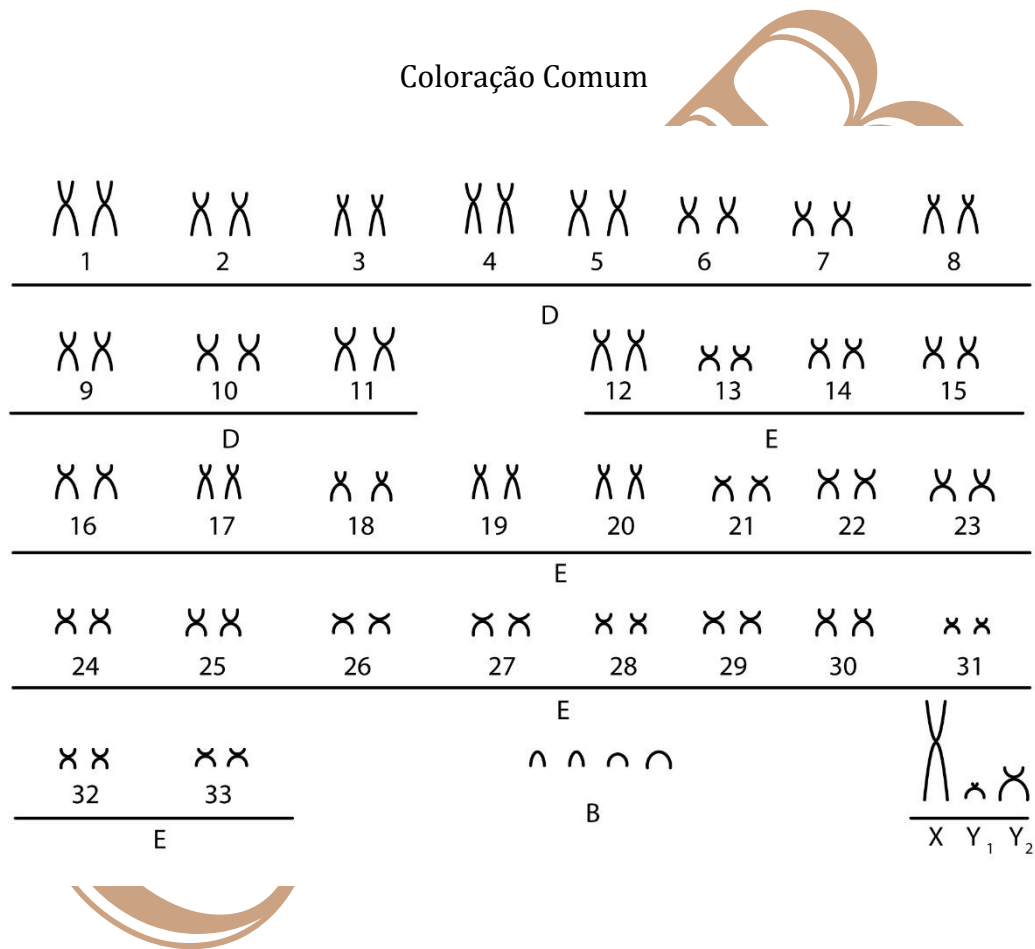 Coloração Comum
1 2 3 4 5 6 7 8
D
9 10 11 12 13 14 15
D E
16 17 18 19 20 21 22 23
E
24 25 26 27 28 29 30 31
E
32 33
B
E
X Y₁ Y₂